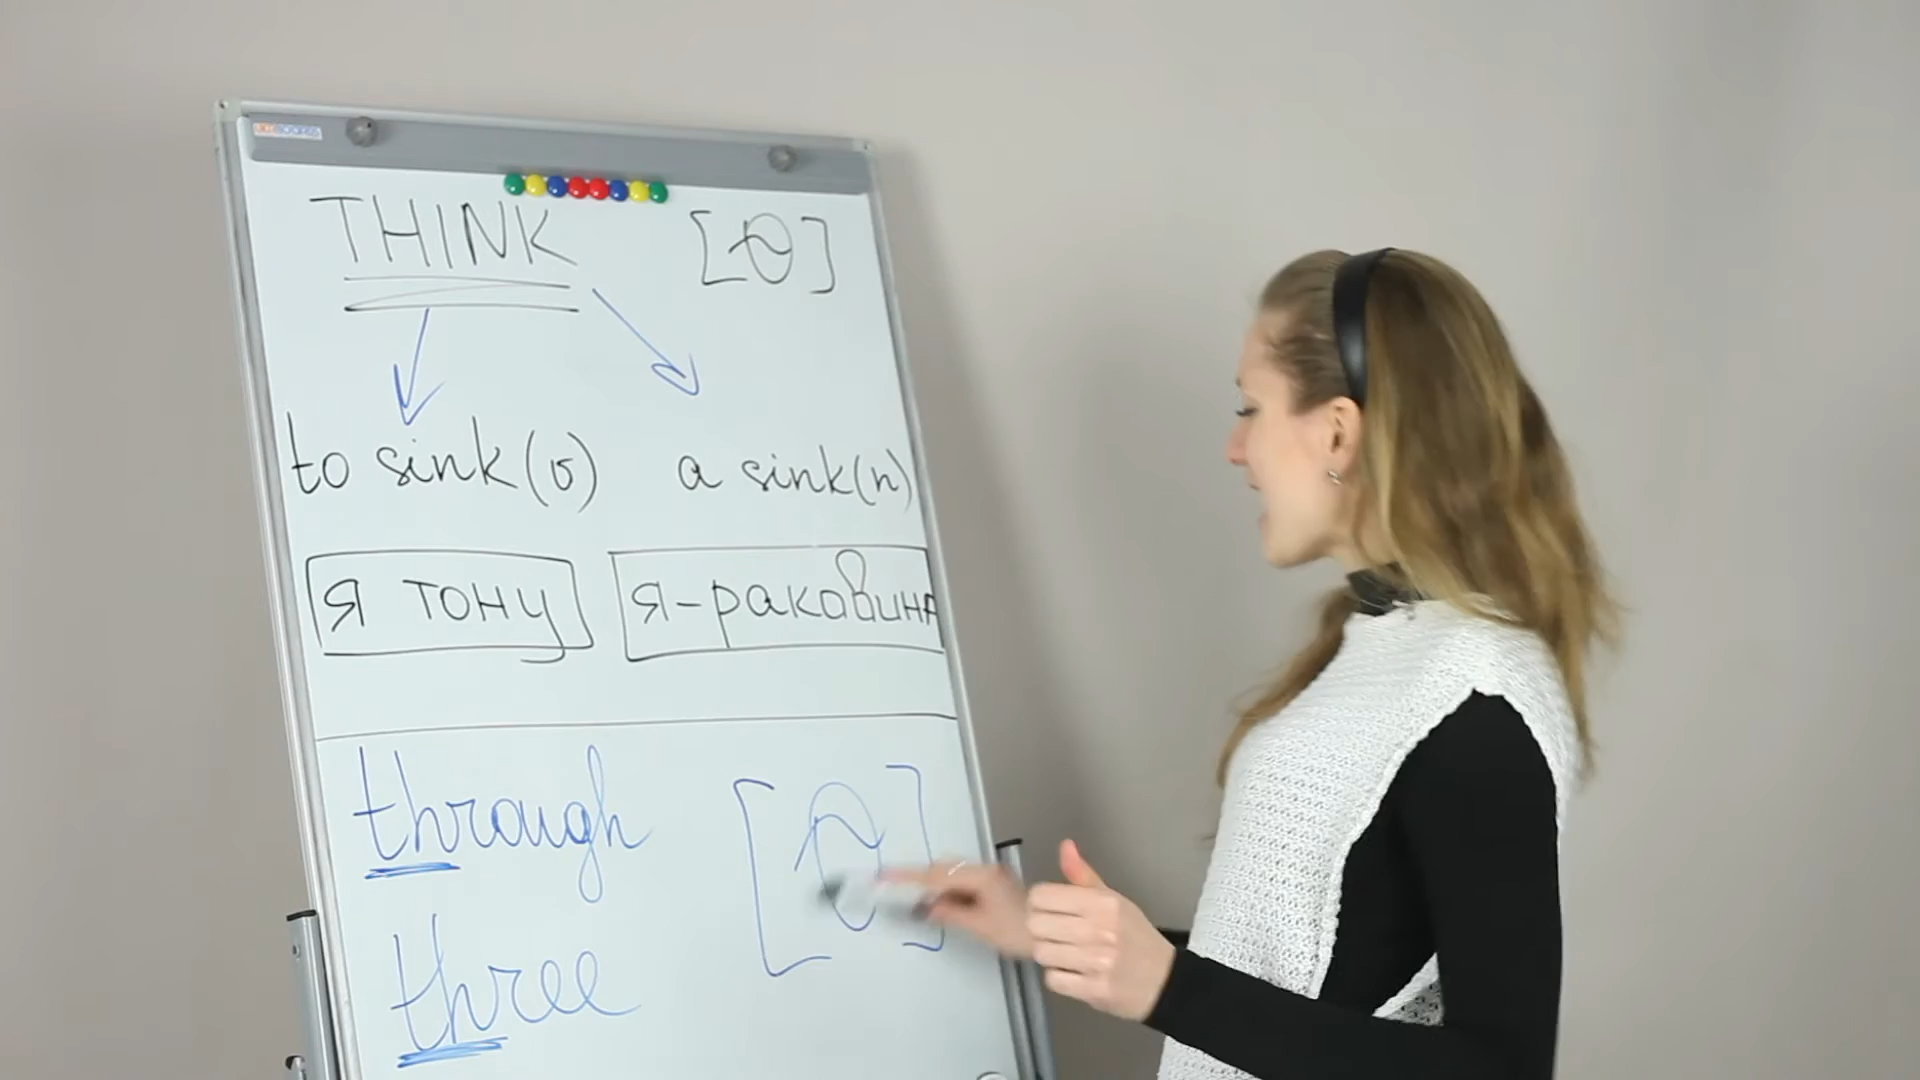 THINK [θ]
to sink (v) a sink (n)
я тону я-раковина
through [θ]
three